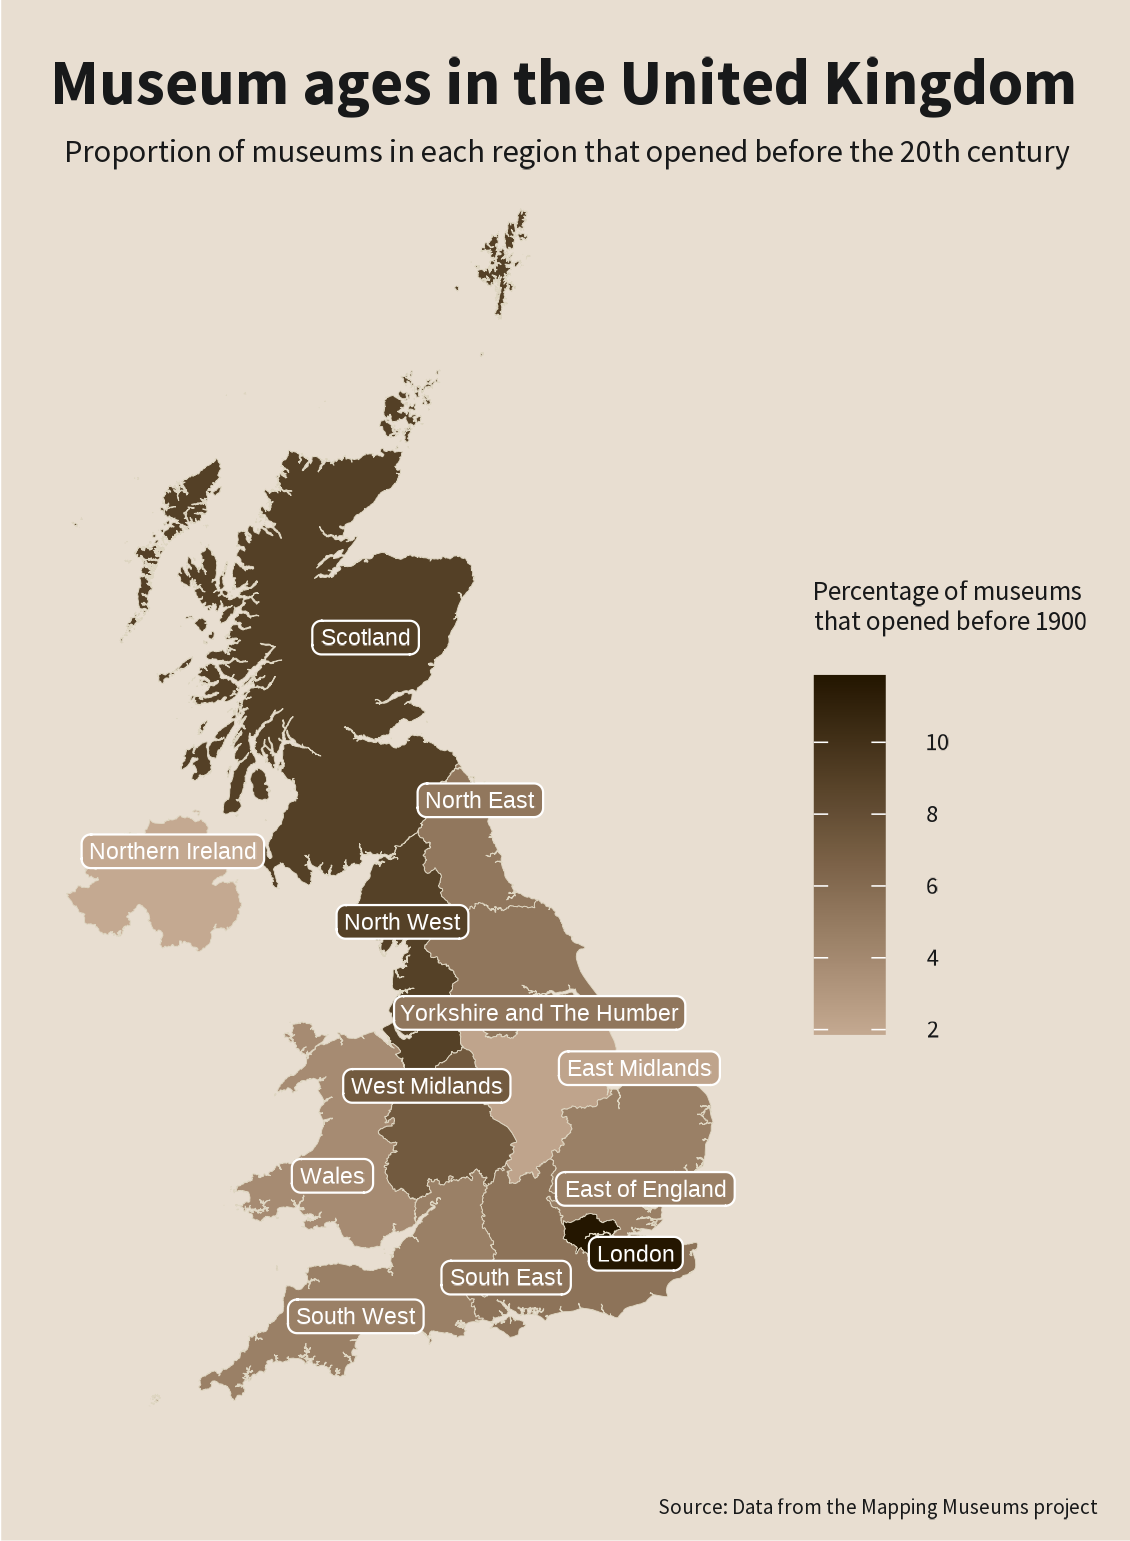 Museum ages in the United Kingdom
Proportion of museums in each region that opened before the 20th century
Percentage of museums
that opened before 1900
10
8
6
4
2
Scotland
North East
Northern Ireland
North West
Yorkshire and The Humber
East Midlands
West Midlands
Wales
East of England
London
South East
South West
Source: Data from the Mapping Museums project